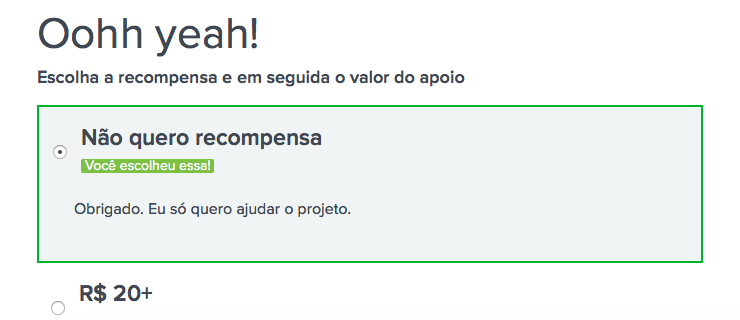 Oohh yeah!
Escolha a recompensa e em seguida o valor do apoio
Não quero recompensa
Você escolheu essa!
Obrigado. Eu só quero ajudar o projeto.
R$ 20+